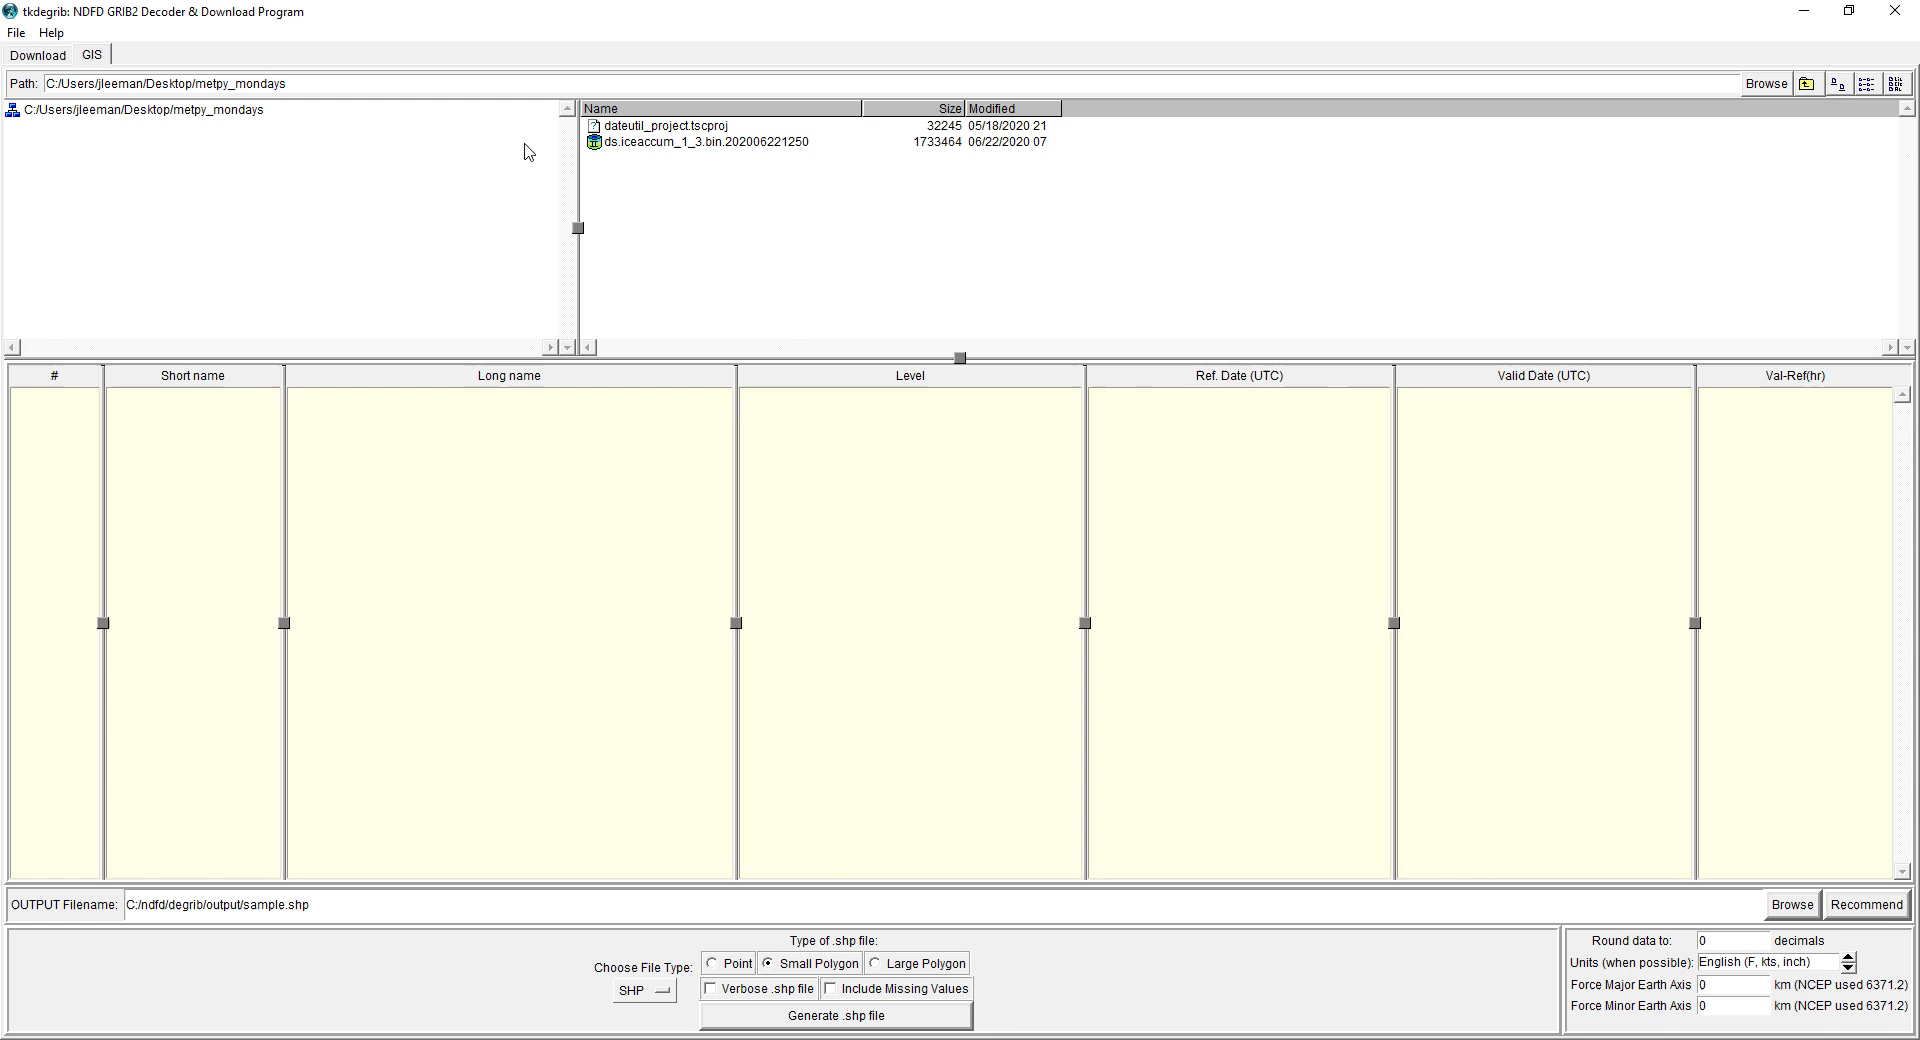 tkdegrib: NDFD GRIB2 Decoder & Download Program
File Help
Download GIS
Path: C:/Users/jleeman/Desktop/metpy_mondays Browse
C:/Users/jleeman/Desktop/metpy_mondays
Name Size Modified
dateutil_project.tscproj 32245 05/18/2020 21
ds.iceaccum_1_3.bin.202006221250 1733464 06/22/2020 07
# Short name Long name Level Ref. Date (UTC) Valid Date (UTC) Val-Ref(hr)
OUTPUT Filename: C:/ndfd/degrib/output/sample.shp Browse Recommend
Type of .shp file:
Choose File Type: Point Small Polygon Large Polygon
SHP Verbose .shp file Include Missing Values
Generate .shp file
Round data to: 0 decimals
Units (when possible): English (F, kts, inch)
Force Major Earth Axis 0 km (NCEP used 6371.2)
Force Minor Earth Axis 0 km (NCEP used 6371.2)